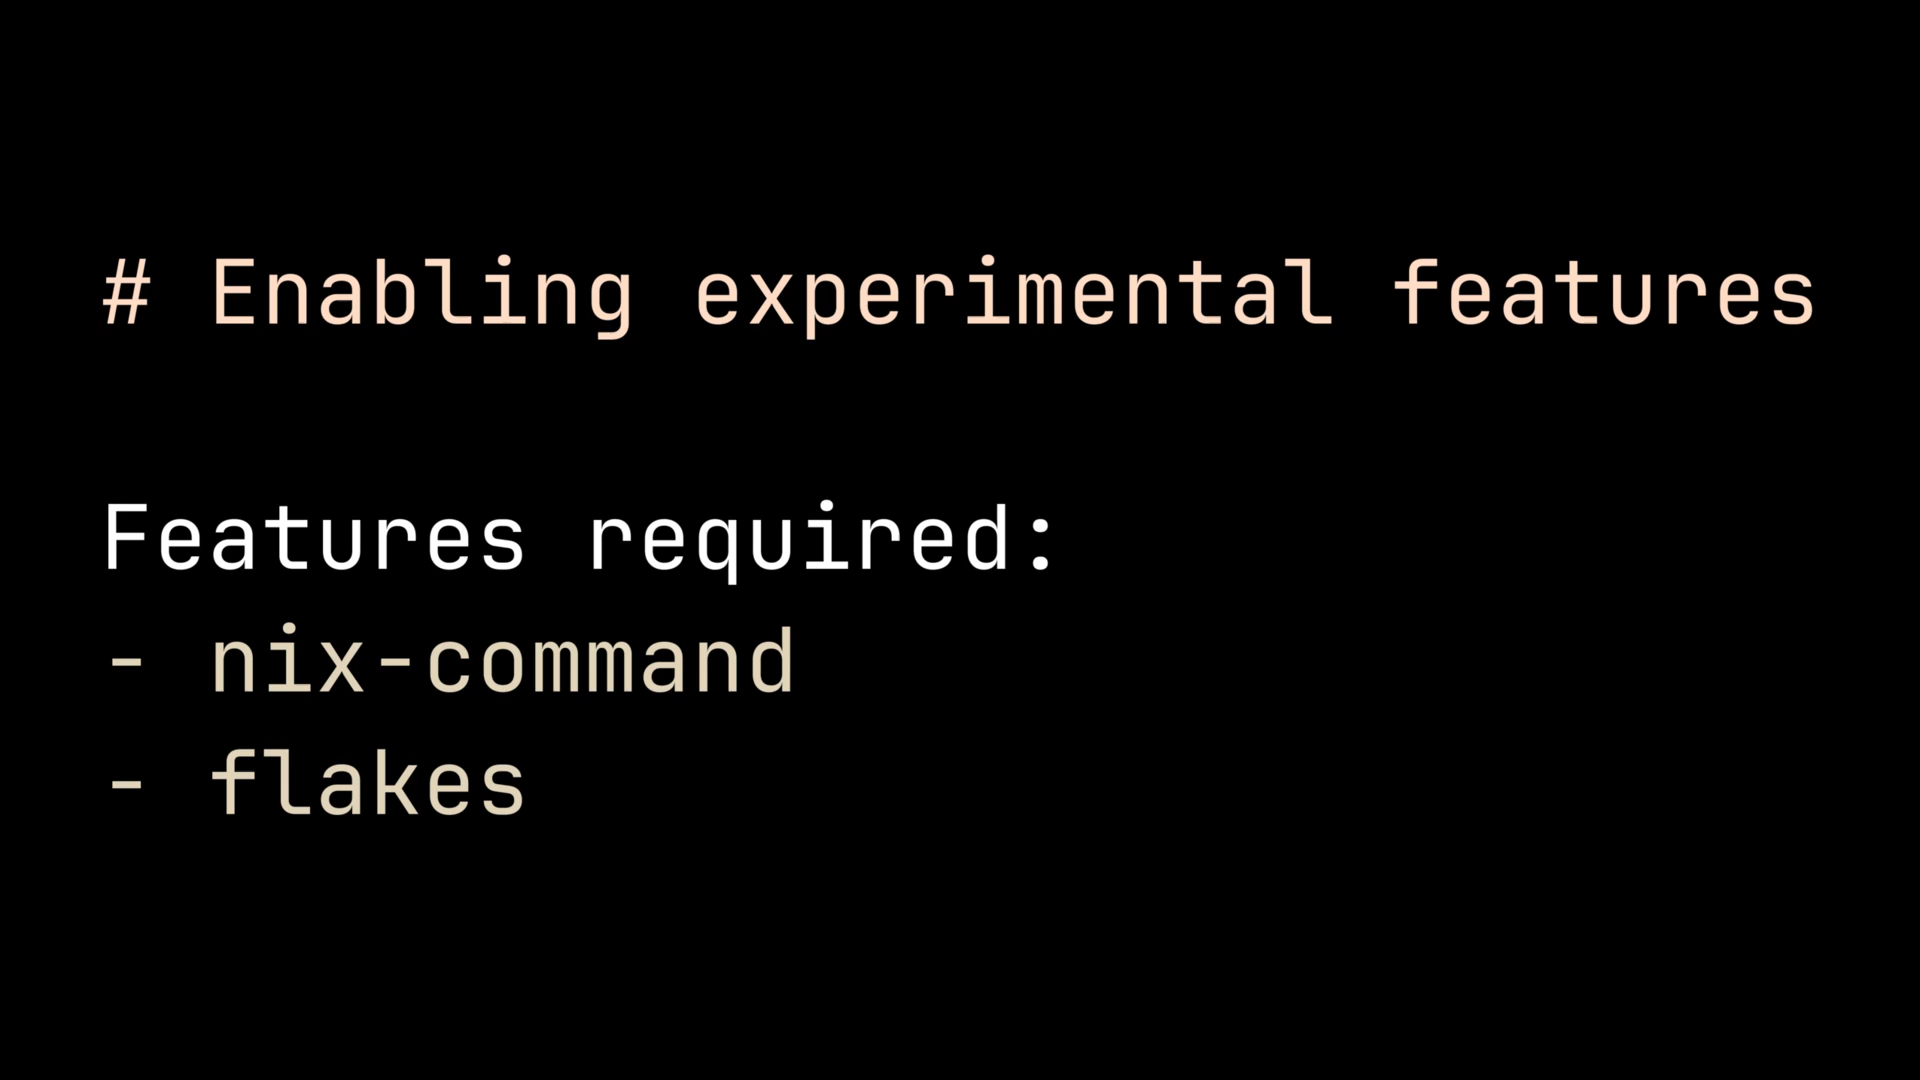 # Enabling experimental features
Features required:
- nix-command
- flakes